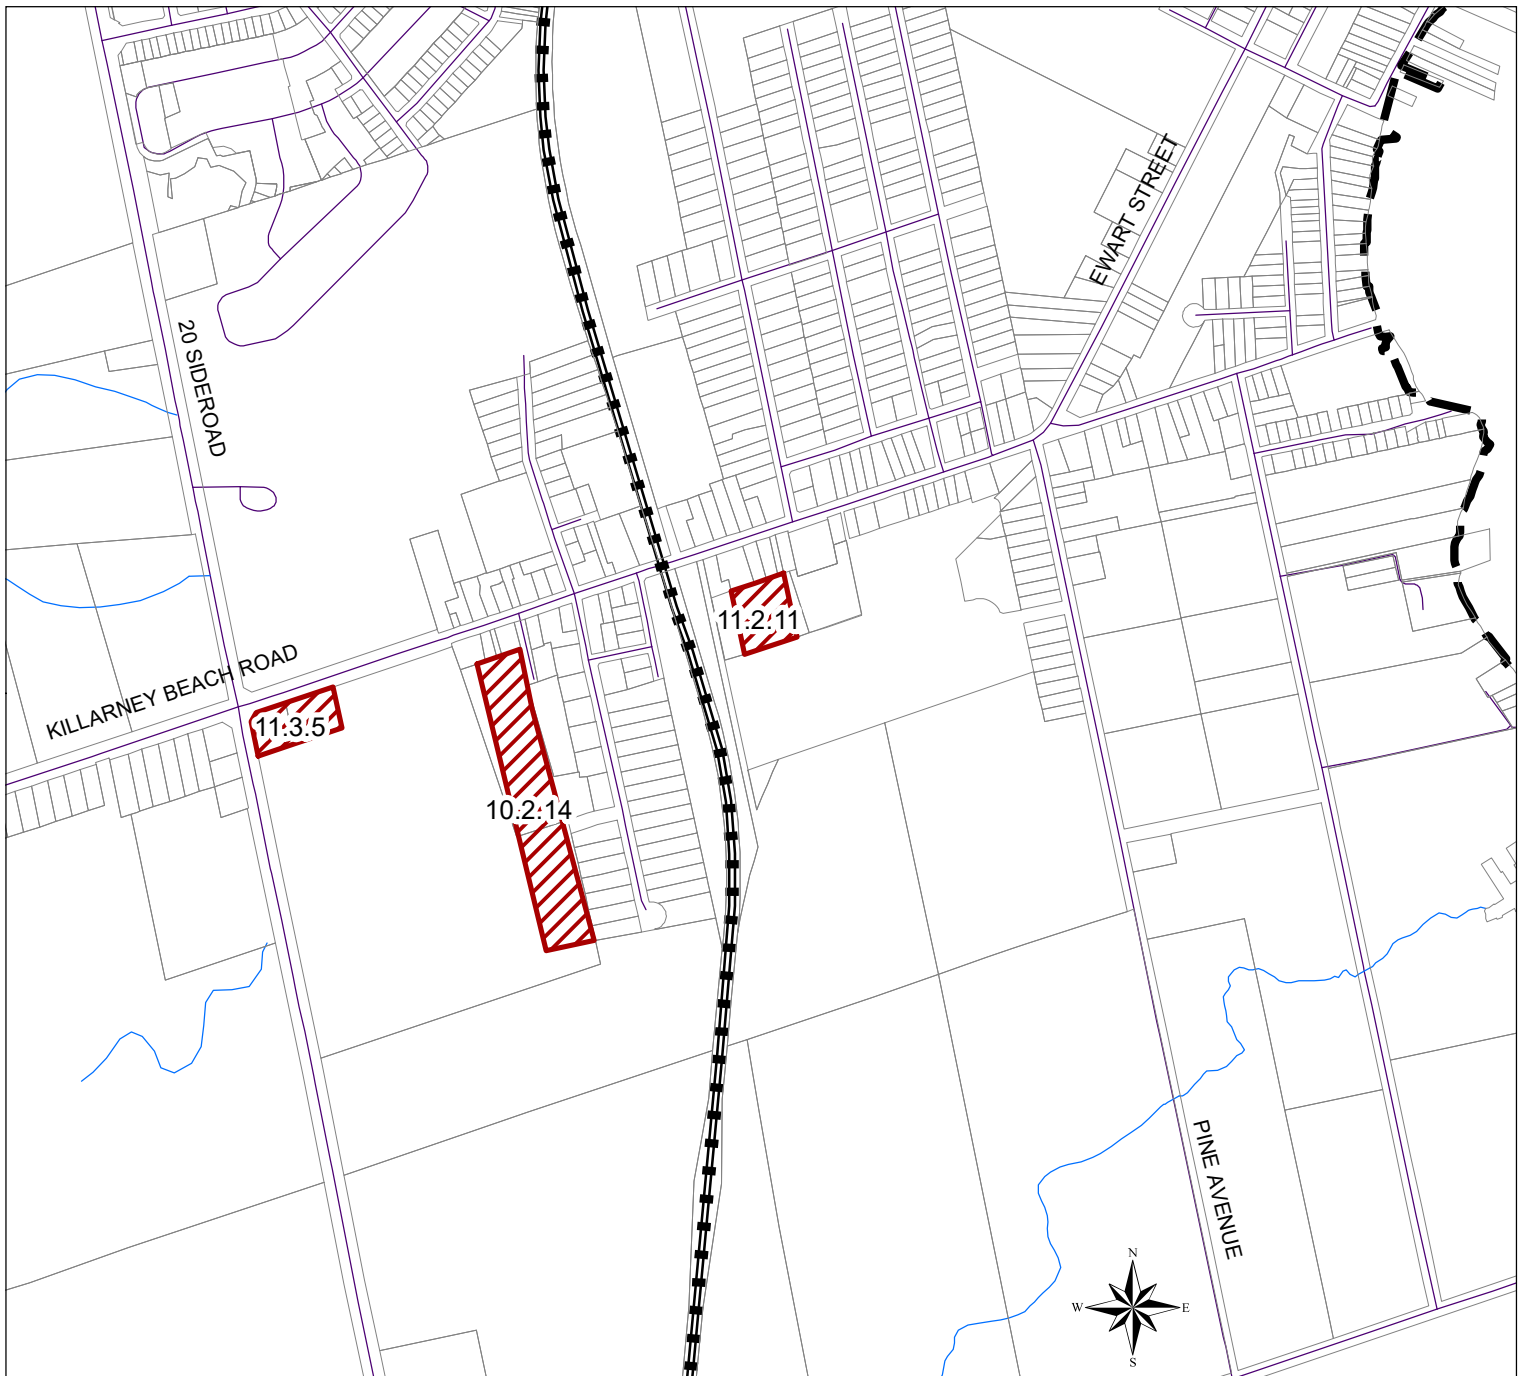 EWART STREET
20 SIDEROAD
11.2.11
KILLARNEY BEACH ROAD
11.3.5
10.2.14
PINE AVENUE
N
W E
S